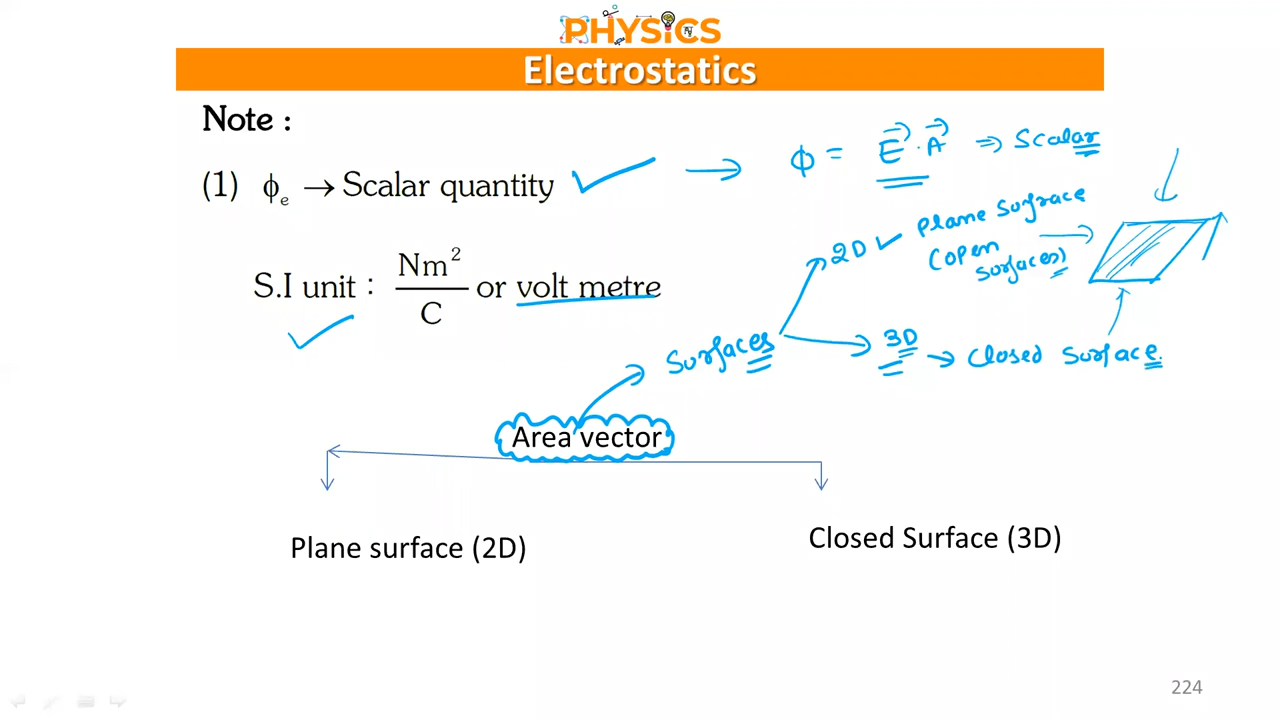 PHYSICS
Electrostatics
Note :
(1) ϕₑ → Scalar quantity → ϕ = E⃗ · A⃗ ⇒ Scalar
S.I unit : Nm²/C or volt metre
2D ✓ plane surface
(open
surfaces)
Surfaces
3D → closed surface.
Area vector
Plane surface (2D)
Closed Surface (3D)
224